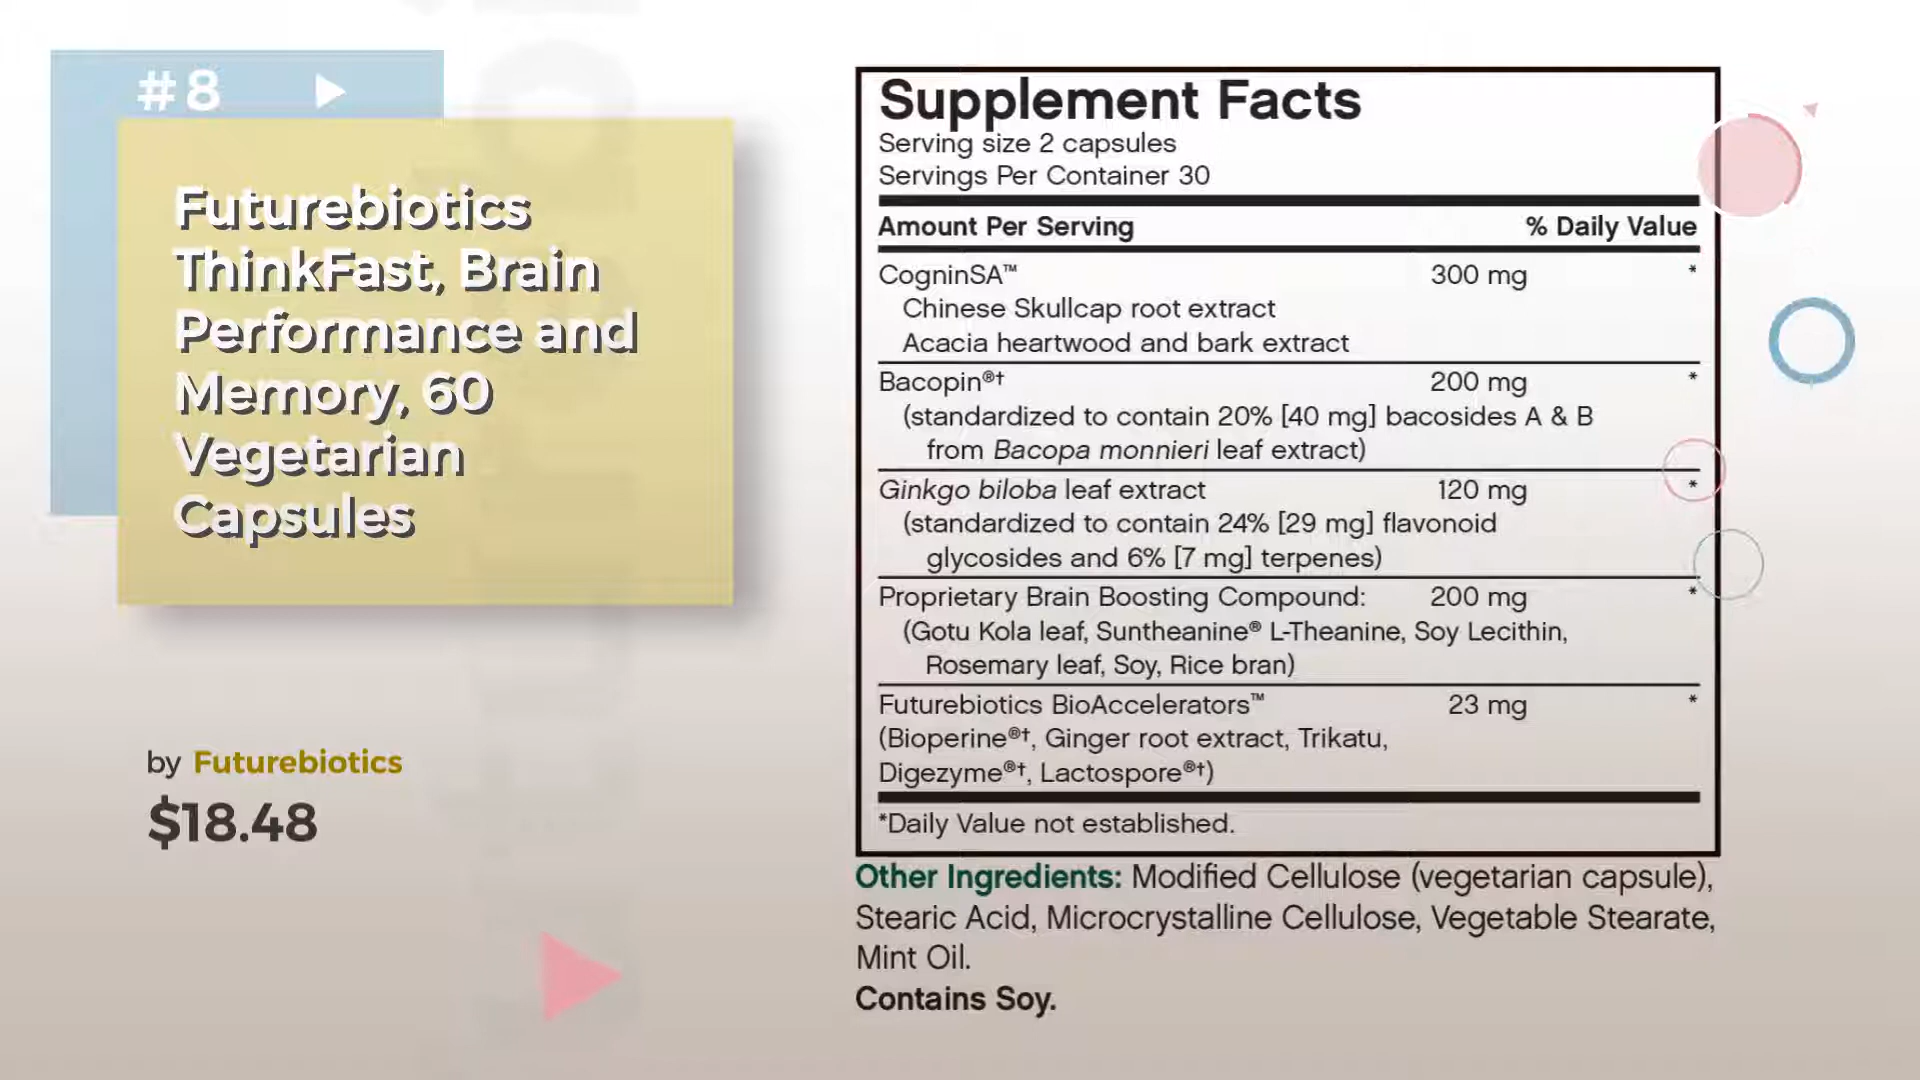 #8
Futurebiotics
ThinkFast, Brain
Performance and
Memory, 60
Vegetarian
Capsules
by Futurebiotics
$18.48
Supplement Facts
Serving size 2 capsules
Servings Per Container 30
Amount Per Serving % Daily Value
CogninSA™ 300 mg *
Chinese Skullcap root extract
Acacia heartwood and bark extract
Bacopin®† 200 mg *
(standardized to contain 20% [40 mg] bacosides A & B
from Bacopa monnieri leaf extract)
Ginkgo biloba leaf extract 120 mg *
(standardized to contain 24% [29 mg] flavonoid
glycosides and 6% [7 mg] terpenes)
Proprietary Brain Boosting Compound: 200 mg *
(Gotu Kola leaf, Suntheanine® L-Theanine, Soy Lecithin,
Rosemary leaf, Soy, Rice bran)
Futurebiotics BioAccelerators™ 23 mg *
(Bioperine®†, Ginger root extract, Trikatu,
Digezyme®†, Lactospore®†)
*Daily Value not established.
Other Ingredients: Modified Cellulose (vegetarian capsule),
Stearic Acid, Microcrystalline Cellulose, Vegetable Stearate,
Mint Oil.
Contains Soy.